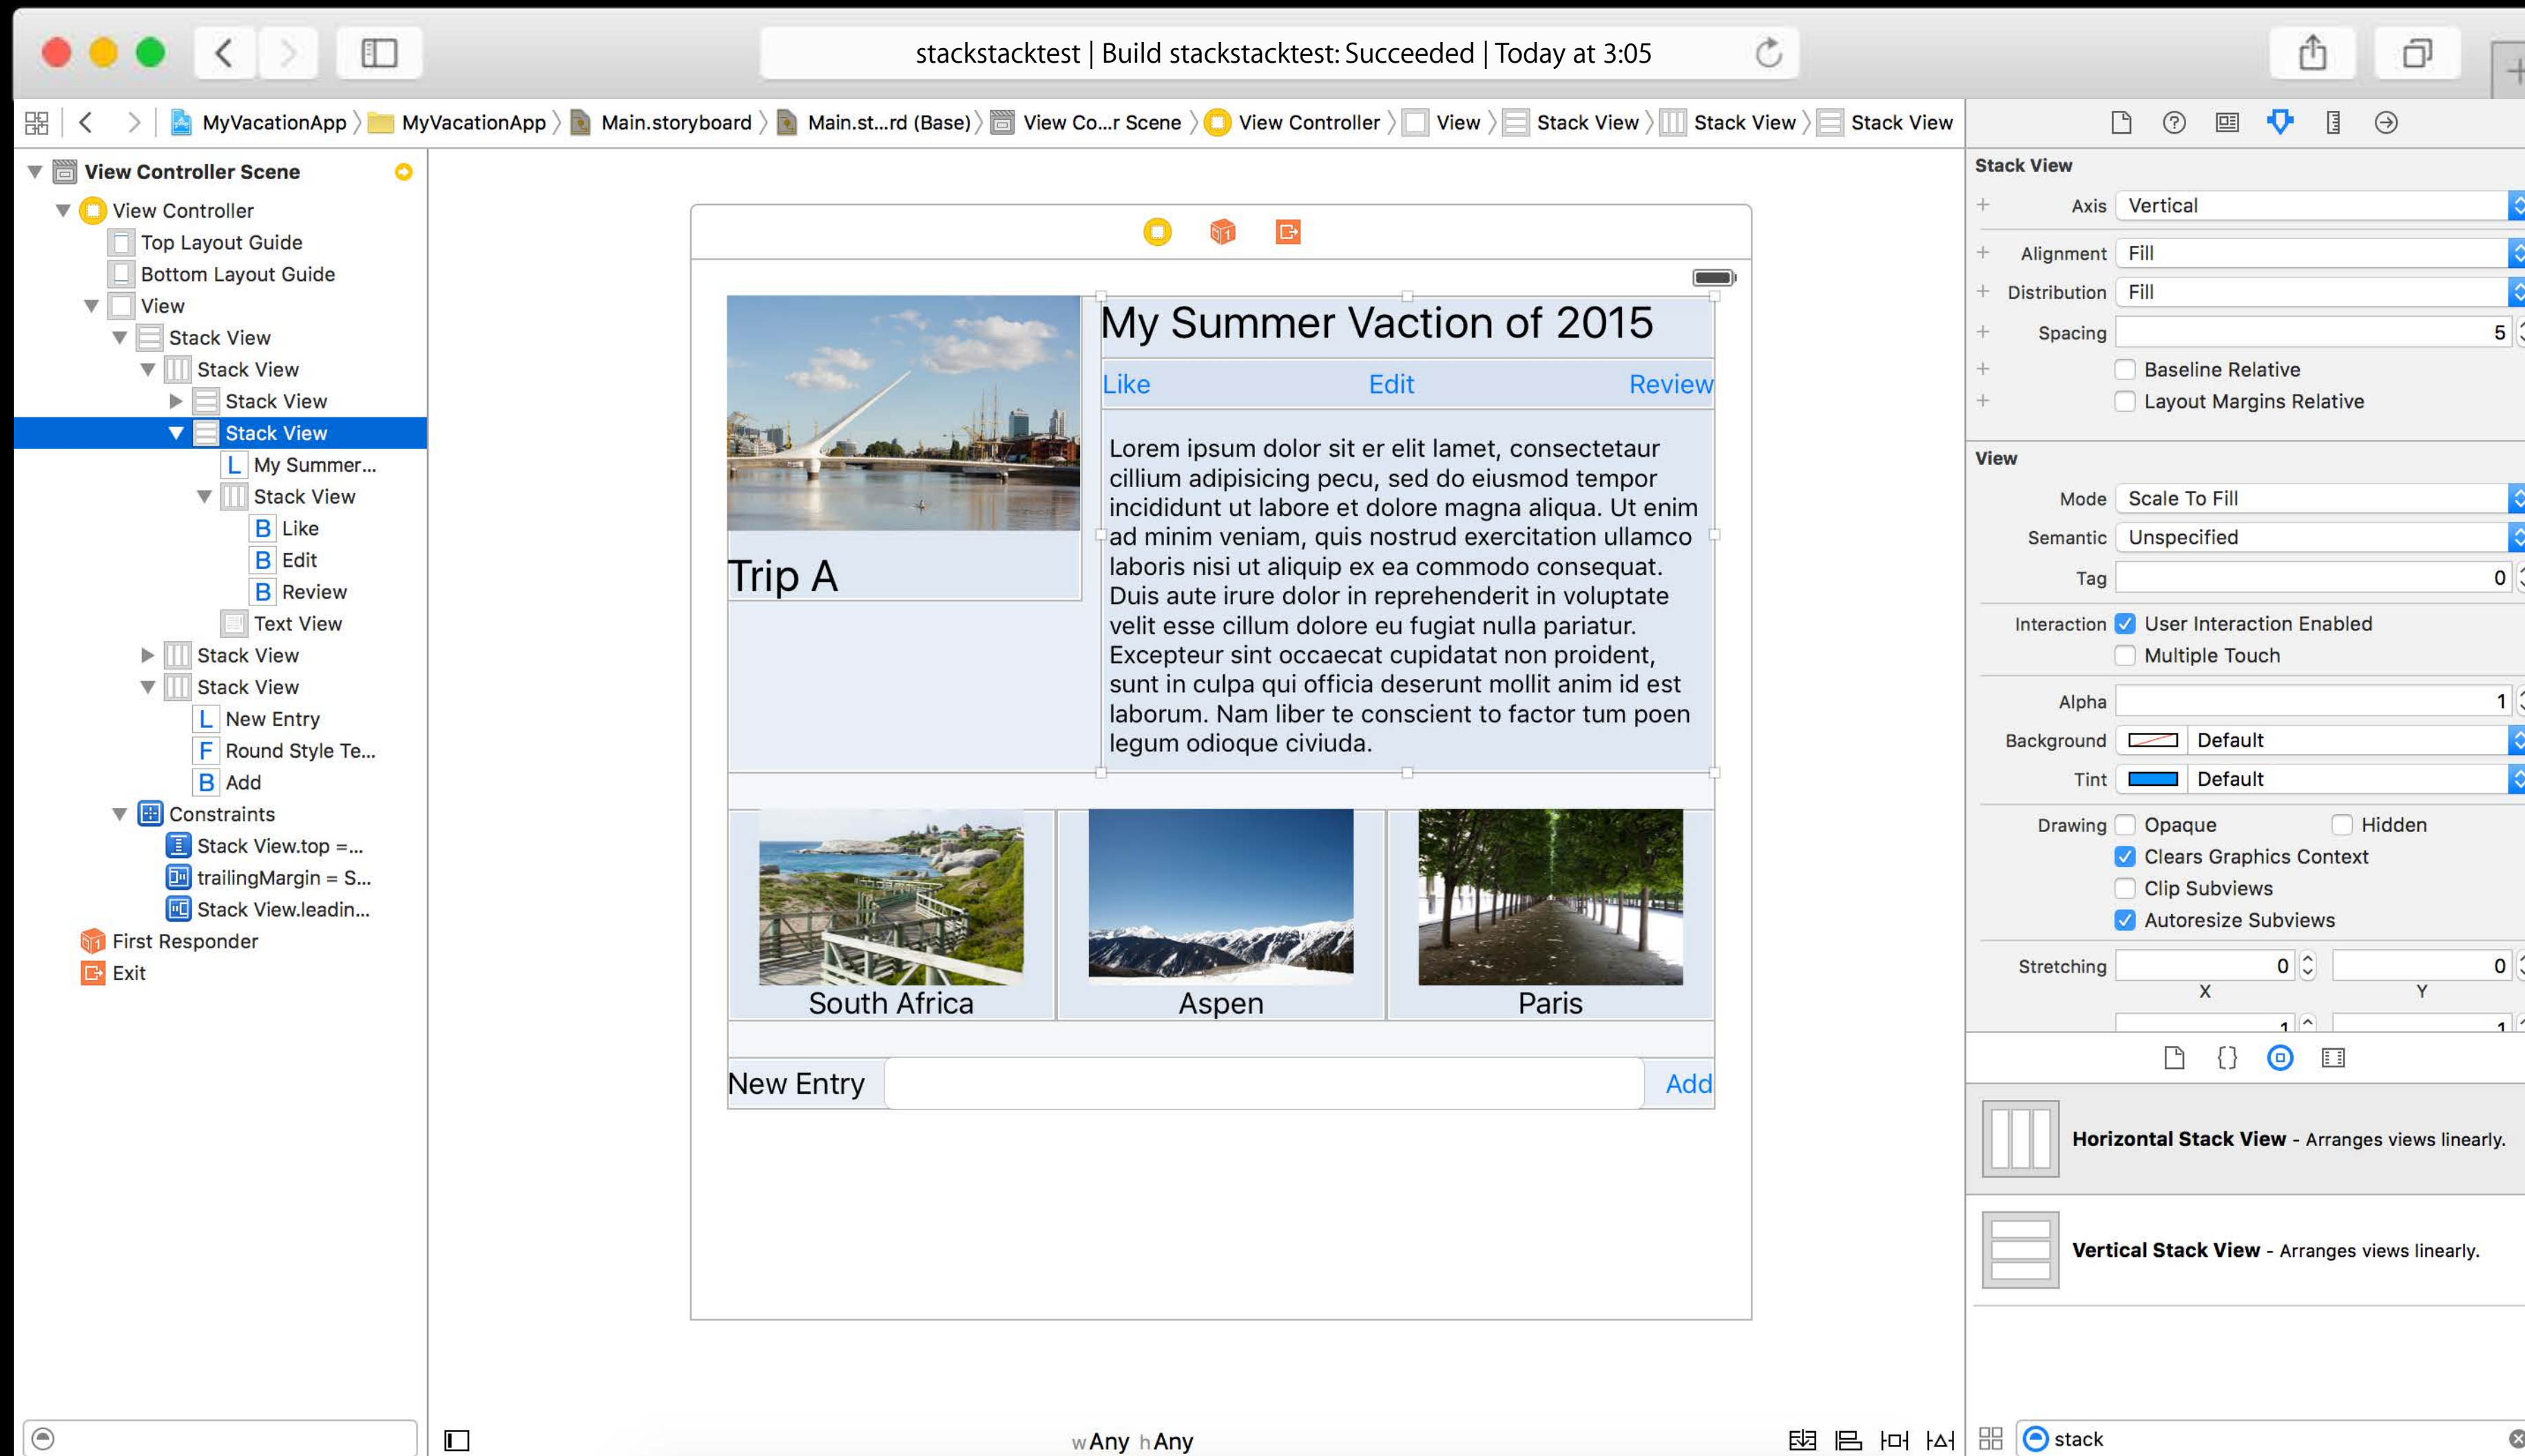 stackstacktest | Build stackstacktest: Succeeded | Today at 3:05
MyVacationApp MyVacationApp Main.storyboard Main.st...rd (Base) View Co...r Scene View Controller View Stack View Stack View Stack View
View Controller Scene
View Controller
Top Layout Guide
Bottom Layout Guide
View
Stack View
Stack View
Stack View
Stack View
L My Summer...
Stack View
B Like
B Edit
B Review
Text View
Stack View
Stack View
L New Entry
F Round Style Te...
B Add
Constraints
Stack View.top =...
trailingMargin = S...
Stack View.leadin...
First Responder
Exit
My Summer Vaction of 2015
Like Edit Review
Trip A
Lorem ipsum dolor sit er elit lamet, consectetaur
cillium adipisicing pecu, sed do eiusmod tempor
incididunt ut labore et dolore magna aliqua. Ut enim
ad minim veniam, quis nostrud exercitation ullamco
laboris nisi ut aliquip ex ea commodo consequat.
Duis aute irure dolor in reprehenderit in voluptate
velit esse cillum dolore eu fugiat nulla pariatur.
Excepteur sint occaecat cupidatat non proident,
sunt in culpa qui officia deserunt mollit anim id est
laborum. Nam liber te conscient to factor tum poen
legum odioque civiuda.
South Africa Aspen Paris
New Entry Add
wAny hAny
Stack View
+ Axis Vertical
+ Alignment Fill
+ Distribution Fill
+ Spacing 5
+ Baseline Relative
+ Layout Margins Relative
View
Mode Scale To Fill
Semantic Unspecified
Tag 0
Interaction User Interaction Enabled
Multiple Touch
Alpha 1
Background Default
Tint Default
Drawing Opaque Hidden
Clears Graphics Context
Clip Subviews
Autoresize Subviews
Stretching 0 0
X Y
1 1
{}
Horizontal Stack View - Arranges views linearly.
Vertical Stack View - Arranges views linearly.
stack